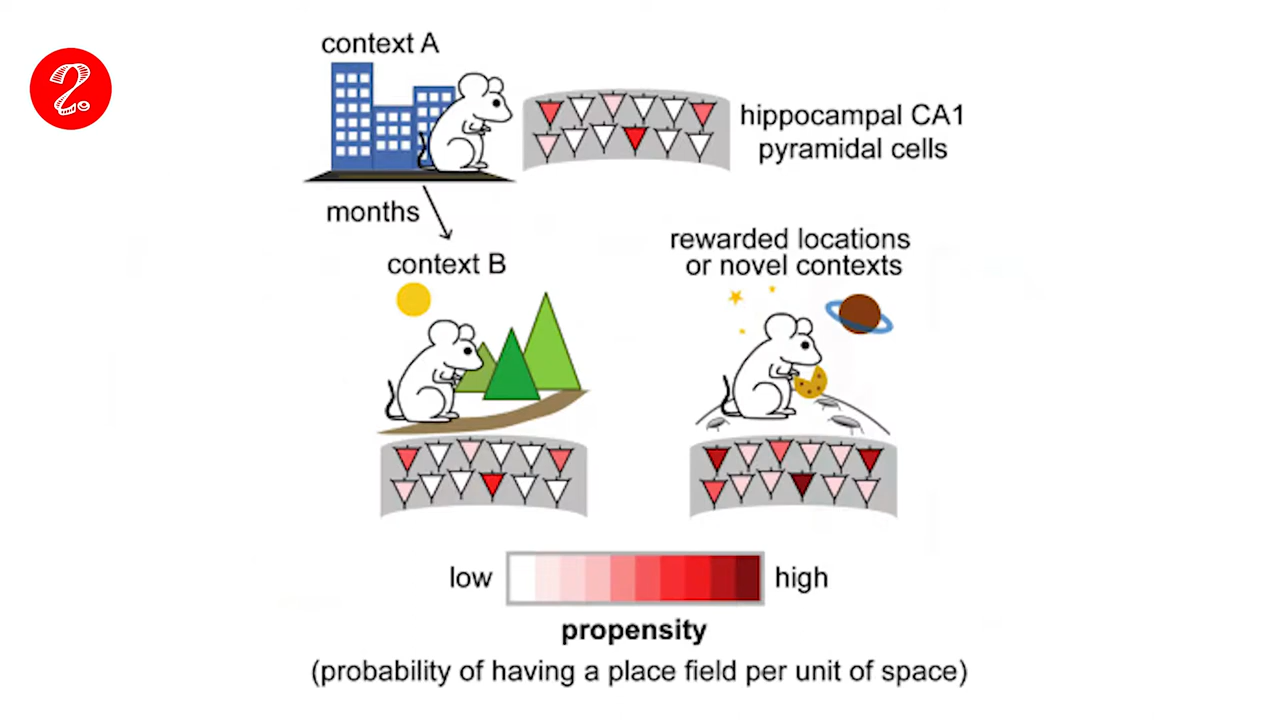 2.
context A
hippocampal CA1
pyramidal cells
months
context B
rewarded locations
or novel contexts
low
high
propensity
(probability of having a place field per unit of space)